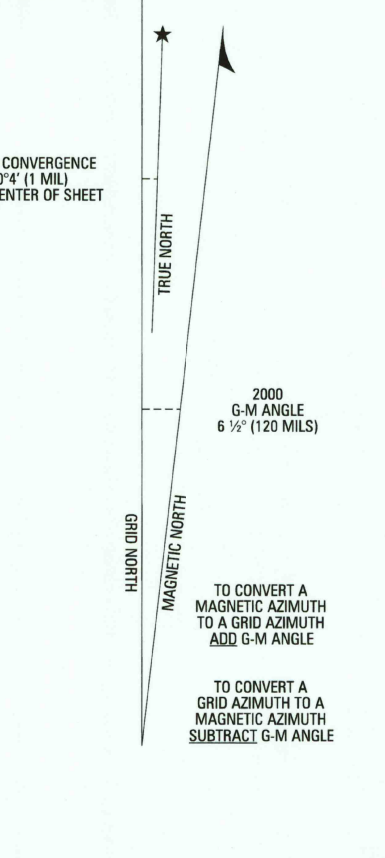 CONVERGENCE
0°4' (1 MIL)
ENTER OF SHEET
TRUE NORTH
2000
G-M ANGLE
6 ½° (120 MILS)
GRID NORTH
MAGNETIC NORTH
TO CONVERT A
MAGNETIC AZIMUTH
TO A GRID AZIMUTH
ADD G-M ANGLE
TO CONVERT A
GRID AZIMUTH TO A
MAGNETIC AZIMUTH
SUBTRACT G-M ANGLE